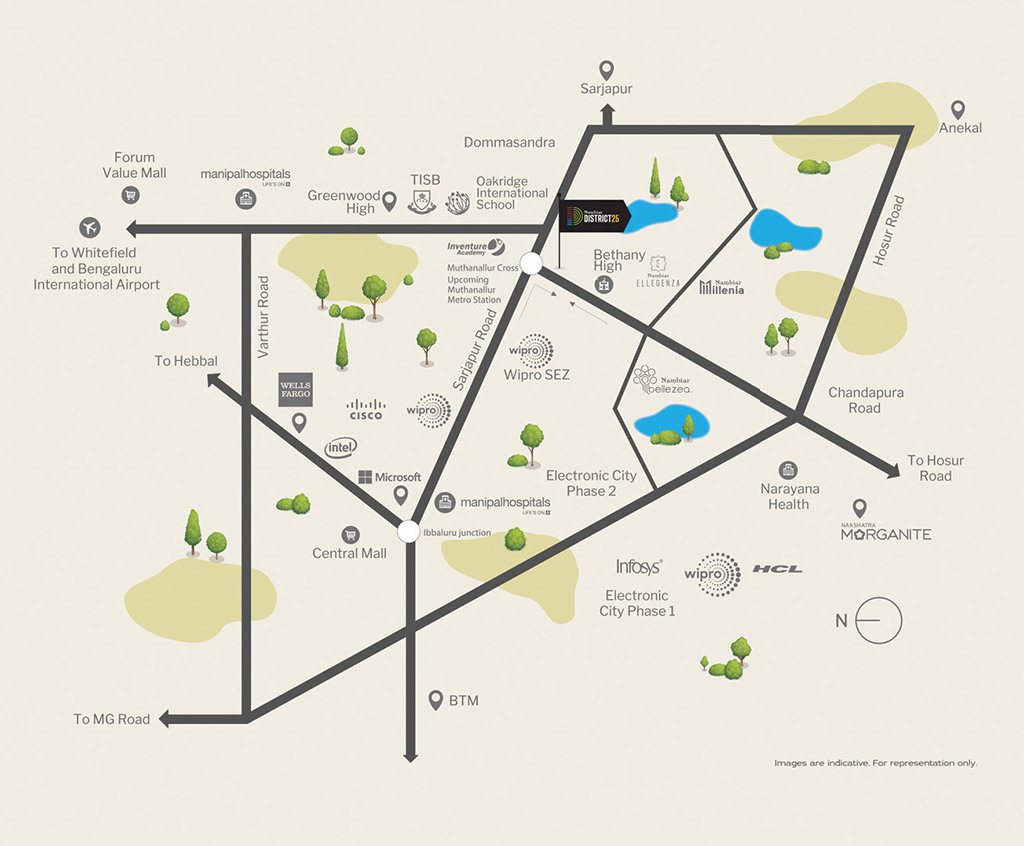 Sarjapur
Anekal
Dommasandra
Forum
Value Mall
manipalhospitals
LIFE'S ON
TISB
Greenwood
High
Oakridge
International
School
Nambiar
DISTRICT25
To Whitefield
and Bengaluru
International Airport
Inventure
Academy
Muthanallur Cross
Upcoming
Muthanallur
Metro Station
Bethany
High
E
Nambiar
ELLEGENZA
Nambiar
Millenia
Hosur Road
Varthur Road
Sarjapur Road
To Hebbal
wipro
Wipro SEZ
WELLS
FARGO
CISCO
wipro
Nambiar
bellezea
Chandapura
Road
intel
Microsoft
manipalhospitals
LIFE'S ON
Electronic City
Phase 2
To Hosur
Road
Narayana
Health
NAKSHATRA
MORGANITE
Central Mall
Ibbaluru junction
Infosys®
wipro
HCL
Electronic
City Phase 1
N
BTM
To MG Road
Images are indicative. For representation only.